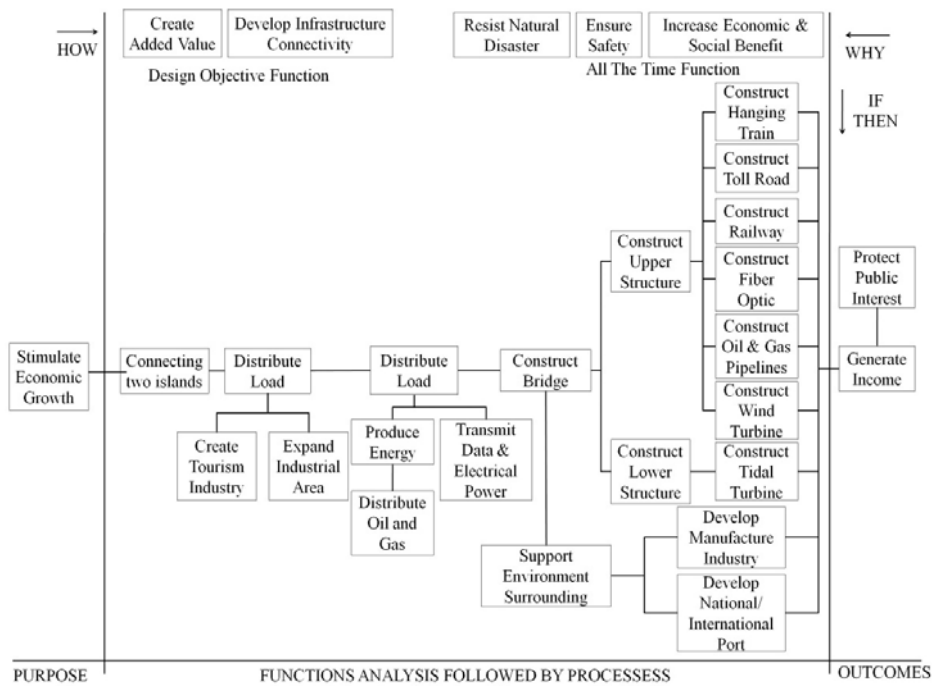 HOW
Create
Added Value
Develop Infrastructure
Connectivity
Design Objective Function
Resist Natural
Disaster
Ensure
Safety
Increase Economic &
Social Benefit
All The Time Function
WHY
IF
THEN
Construct
Hanging
Train
Construct
Toll Road
Construct
Railway
Construct
Fiber
Optic
Construct
Oil & Gas
Pipelines
Construct
Wind
Turbine
Construct
Upper
Structure
Protect
Public
Interest
Generate
Income
Stimulate
Economic
Growth
Connecting
two islands
Distribute
Load
Distribute
Load
Construct
Bridge
Create
Tourism
Industry
Expand
Industrial
Area
Produce
Energy
Transmit
Data &
Electrical
Power
Distribute
Oil and
Gas
Construct
Lower
Structure
Construct
Tidal
Turbine
Support
Environment
Surrounding
Develop
Manufacture
Industry
Develop
National/
International
Port
PURPOSE
FUNCTIONS ANALYSIS FOLLOWED BY PROCESSESS
OUTCOMES